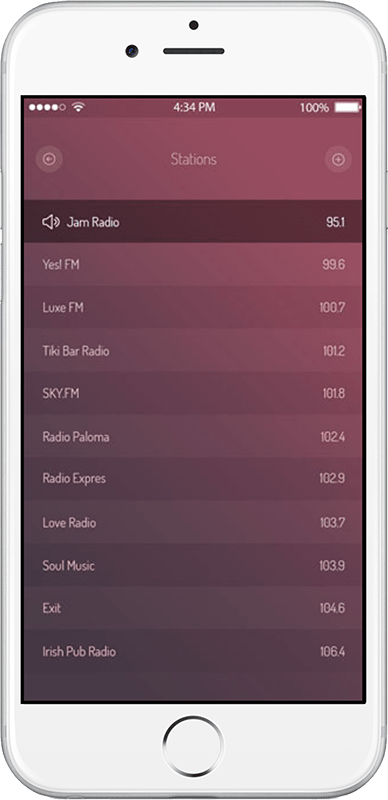 4:34 PM 100%
Stations
Jam Radio 95.1
Yes! FM 99.6
Luxe FM 100.7
Tiki Bar Radio 101.2
SKY.FM 101.8
Radio Paloma 102.4
Radio Expres 102.9
Love Radio 103.7
Soul Music 103.9
Exit 104.6
Irish Pub Radio 106.4